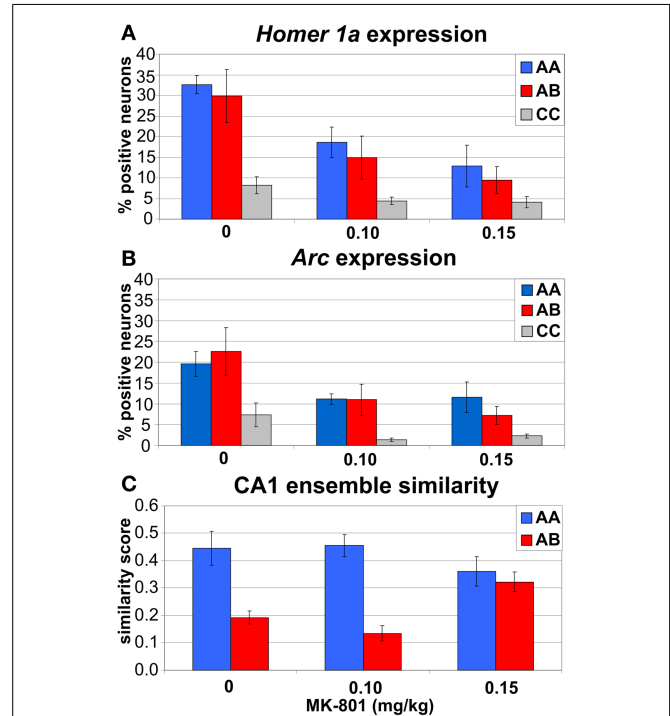 A
Homer 1a expression
% positive neurons
40
35
30
25
20
15
10
5
0
AA
AB
CC
0 0.10 0.15
B
Arc expression
% positive neurons
40
35
30
25
20
15
10
5
0
AA
AB
CC
0 0.10 0.15
C
CA1 ensemble similarity
similarity score
0.6
0.5
0.4
0.3
0.2
0.1
0.0
AA
AB
0 0.10 0.15
MK-801 (mg/kg)